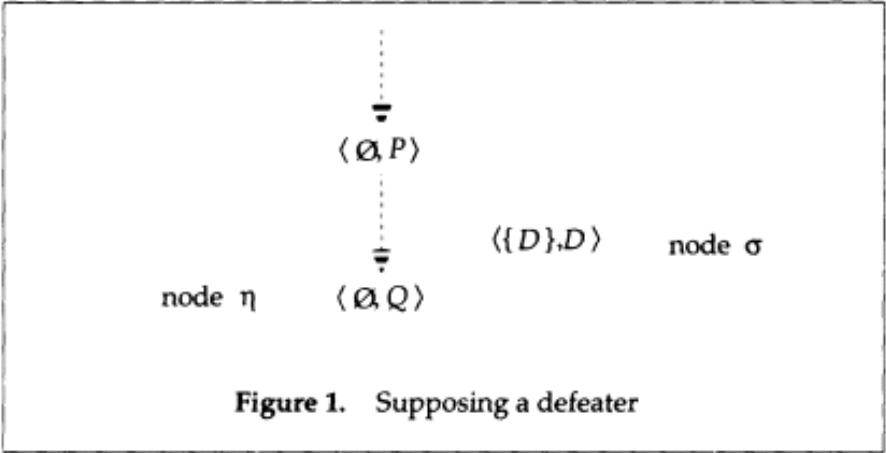 ⟨ ∅, P ⟩
⟨{ D },D ⟩ node σ
node η ⟨ ∅, Q ⟩
Figure 1. Supposing a defeater